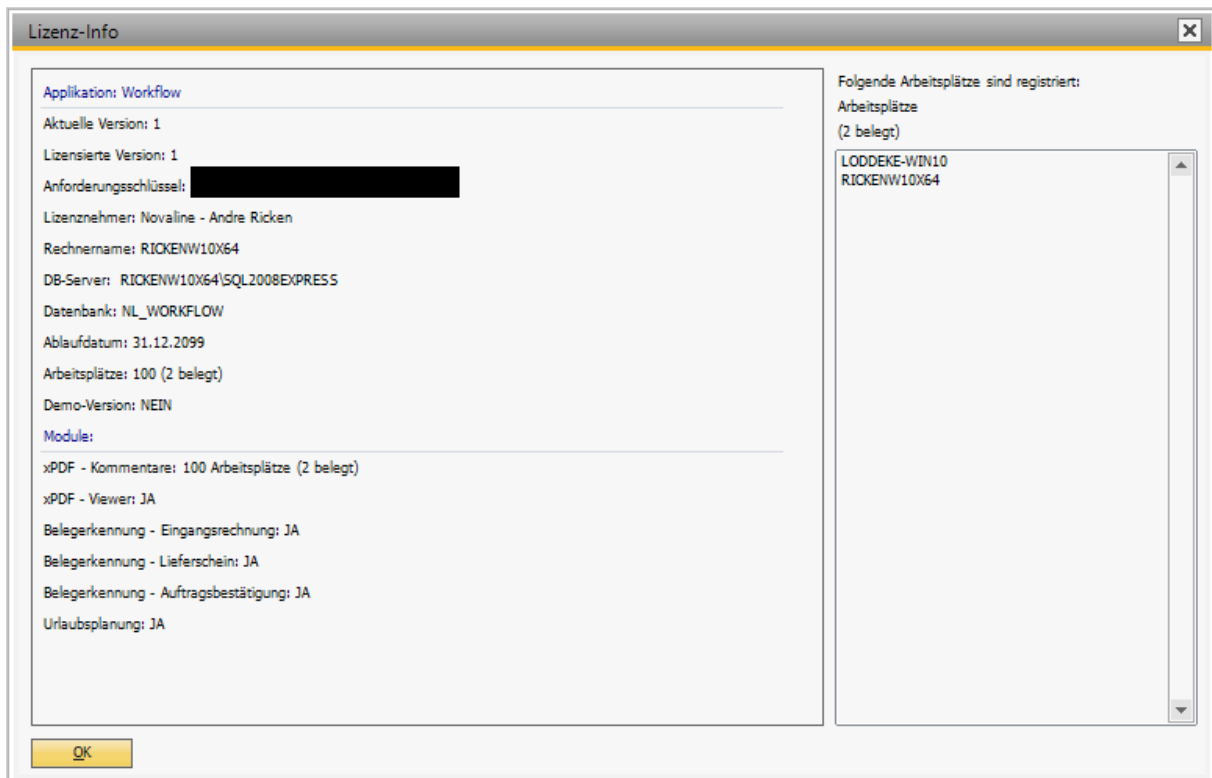 Lizenz-Info
Applikation: Workflow
Aktuelle Version: 1
Lizensierte Version: 1
Anforderungsschlüssel:
Lizenznehmer: Novaline - Andre Ricken
Rechnername: RICKENW10X64
DB-Server: RICKENW10X64\SQL2008EXPRESS
Datenbank: NL_WORKFLOW
Ablaufdatum: 31.12.2099
Arbeitsplätze: 100 (2 belegt)
Demo-Version: NEIN
Module:
xPDF - Kommentare: 100 Arbeitsplätze (2 belegt)
xPDF - Viewer: JA
Belegerkennung - Eingangsrechnung: JA
Belegerkennung - Lieferschein: JA
Belegerkennung - Auftragsbestätigung: JA
Urlaubsplanung: JA
Folgende Arbeitsplätze sind registriert:
Arbeitsplätze
(2 belegt)
LODDEKE-WIN10
RICKENW10X64
OK